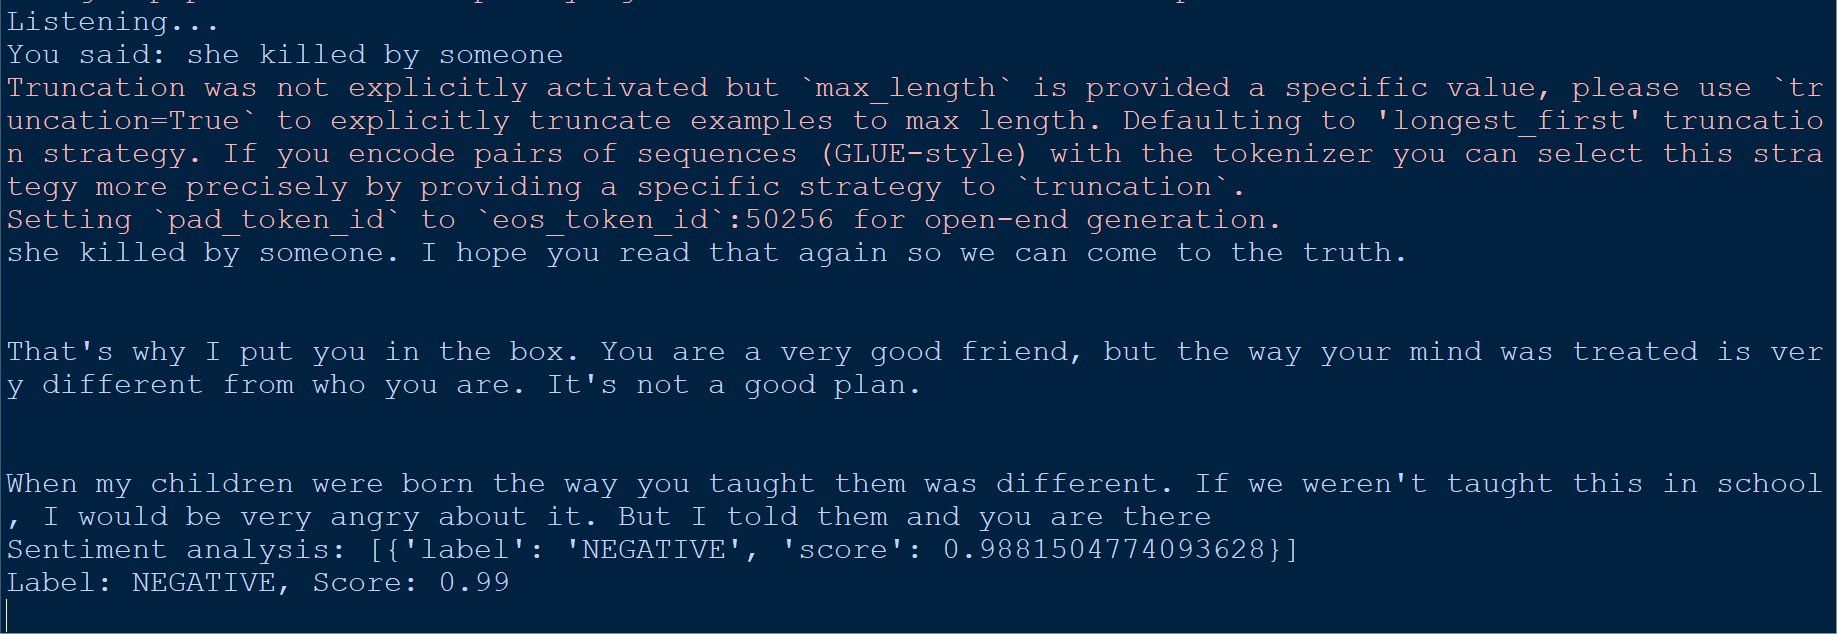 Listening...
You said: she killed by someone
Truncation was not explicitly activated but `max_length` is provided a specific value, please use `tr
uncation=True` to explicitly truncate examples to max length. Defaulting to 'longest_first' truncatio
n strategy. If you encode pairs of sequences (GLUE-style) with the tokenizer you can select this stra
tegy more precisely by providing a specific strategy to `truncation`.
Setting `pad_token_id` to `eos_token_id`:50256 for open-end generation.
she killed by someone. I hope you read that again so we can come to the truth.
That's why I put you in the box. You are a very good friend, but the way your mind was treated is ver
y different from who you are. It's not a good plan.
When my children were born the way you taught them was different. If we weren't taught this in school
, I would be very angry about it. But I told them and you are there
Sentiment analysis: [{'label': 'NEGATIVE', 'score': 0.9881504774093628}]
Label: NEGATIVE, Score: 0.99